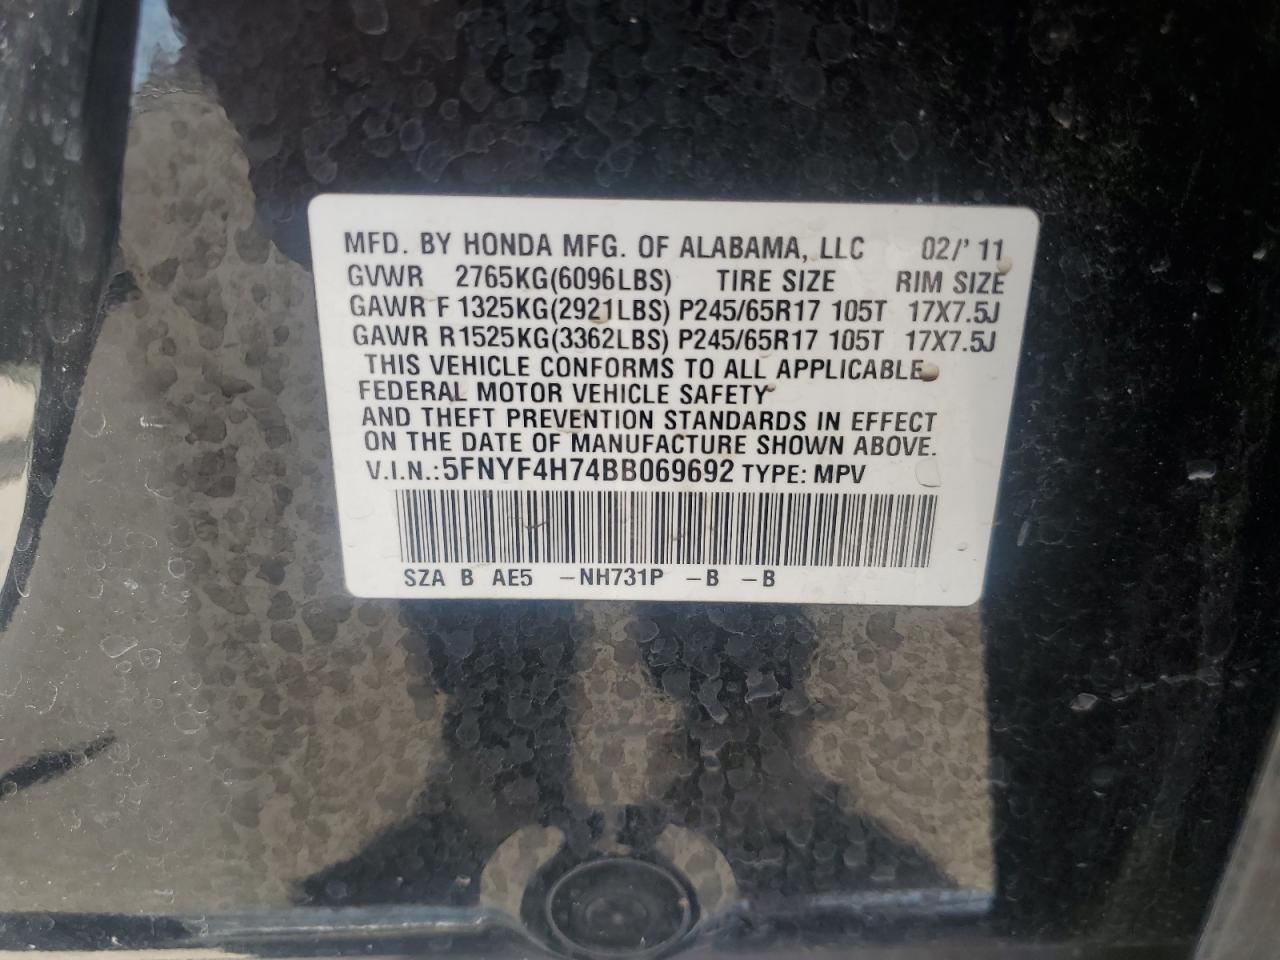 MFD. BY HONDA MFG. OF ALABAMA, LLC 02/' 11
GVWR 2765KG(6096LBS) TIRE SIZE RIM SIZE
GAWR F 1325KG(2921LBS) P245/65R17 105T 17X7.5J
GAWR R1525KG(3362LBS) P245/65R17 105T 17X7.5J
THIS VEHICLE CONFORMS TO ALL APPLICABLE
FEDERAL MOTOR VEHICLE SAFETY
AND THEFT PREVENTION STANDARDS IN EFFECT
ON THE DATE OF MANUFACTURE SHOWN ABOVE.
V.I.N.:5FNYF4H74BB069692 TYPE: MPV
SZA B AE5 -NH731P -B -B